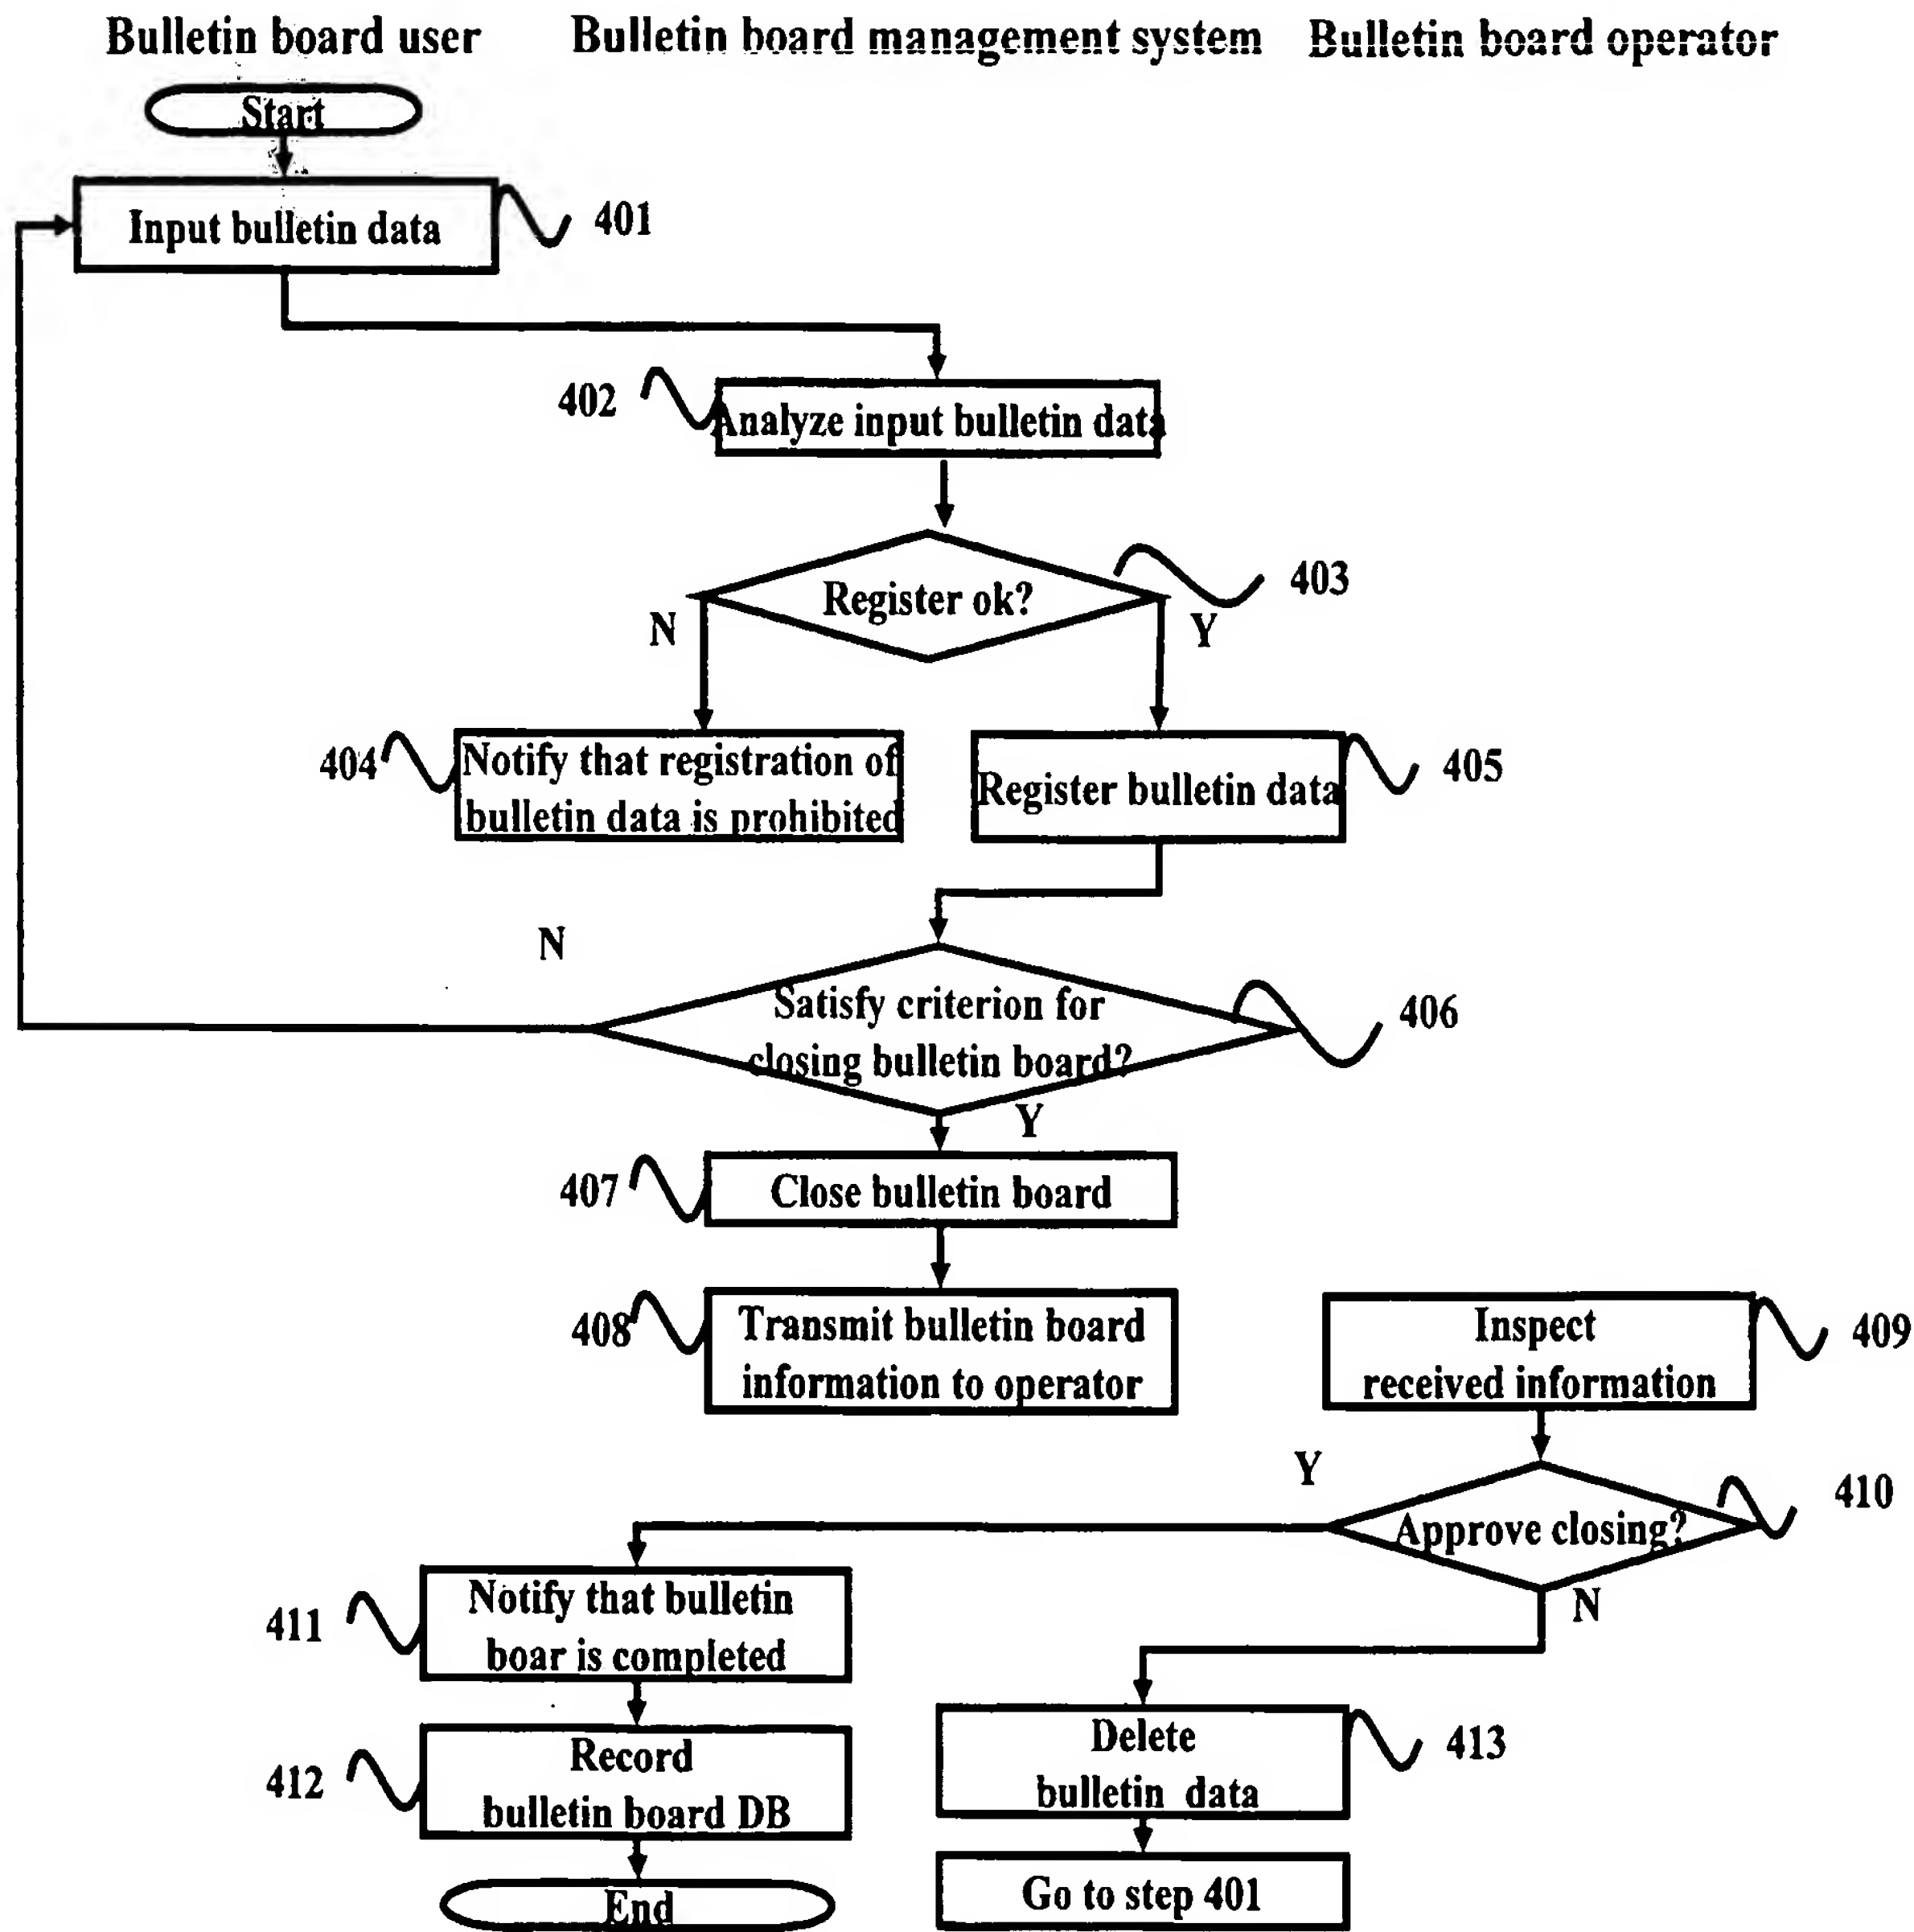 Bulletin board user
Bulletin board management system
Bulletin board operator
Start
Input bulletin data
401
402
Analyze input bulletin data
Register ok?
403
N
Y
404
Notify that registration of
bulletin data is prohibited
Register bulletin data
405
N
Satisfy criterion for
closing bulletin board?
406
Y
407
Close bulletin board
408
Transmit bulletin board
information to operator
Inspect
received information
409
Y
Approve closing?
410
N
411
Notify that bulletin
boar is completed
412
Record
bulletin board DB
Delete
bulletin data
413
Go to step 401
End